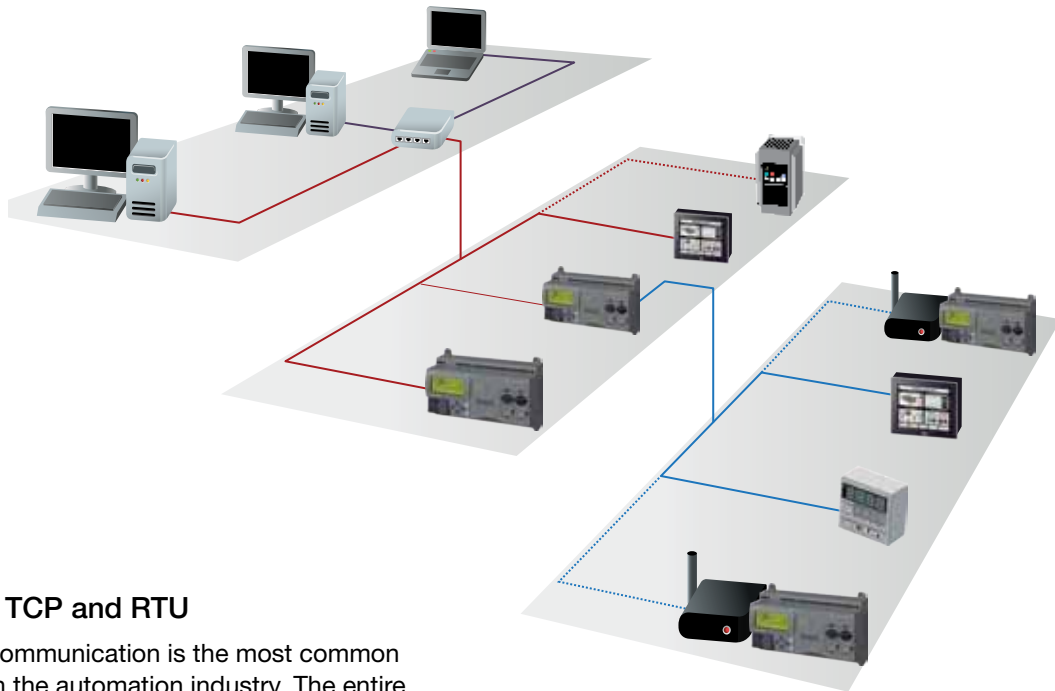 TCP and RTU
ommunication is the most common
n the automation industry. The entire